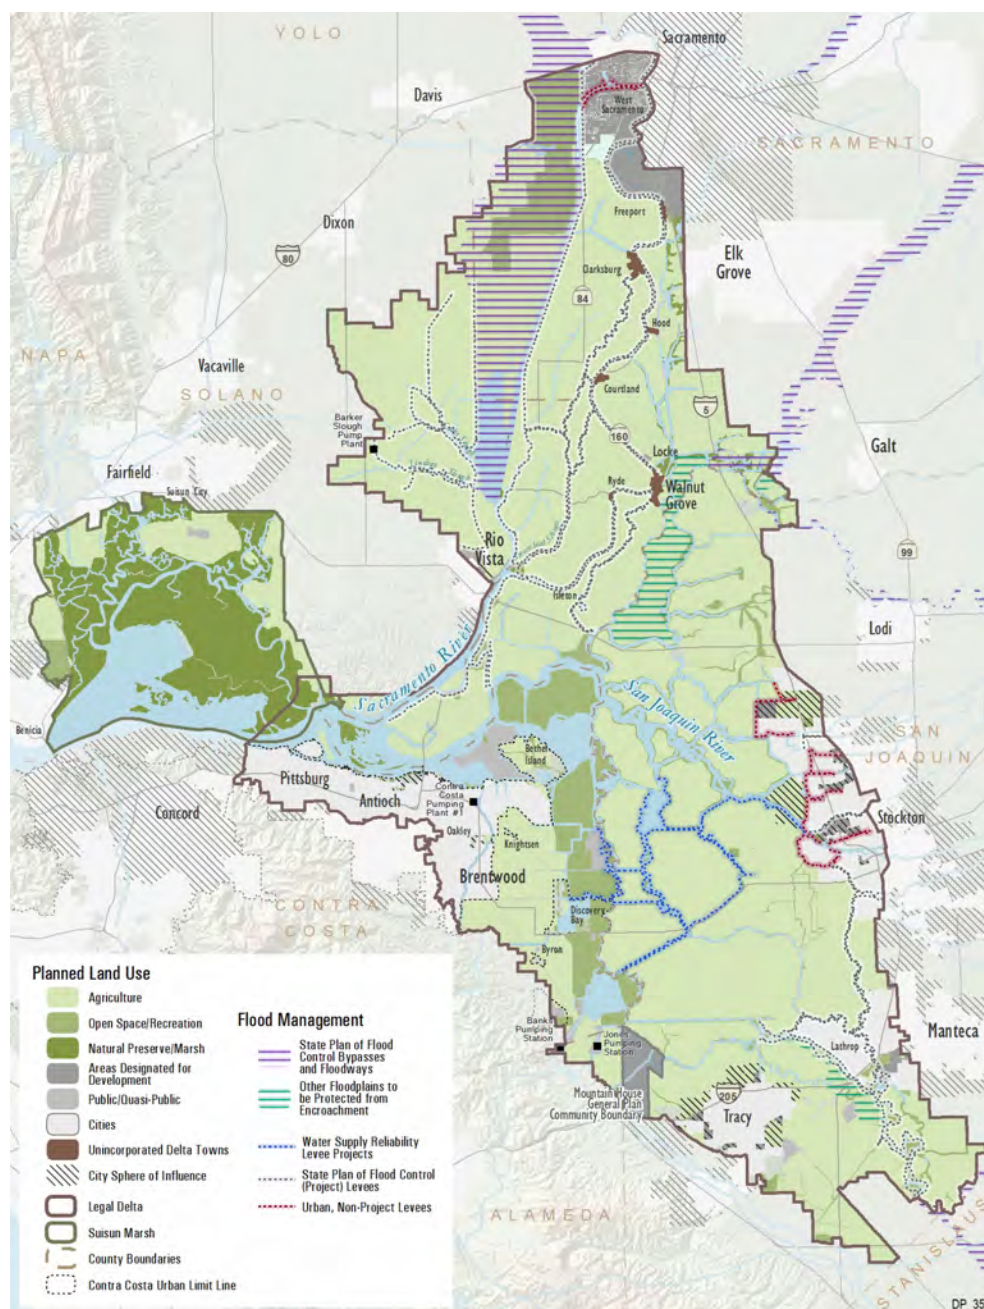 YOLO
Sacramento
Davis
West
Sacramento
SACRAMENTO
Dixon
Freeport
80
Elk
Grove
Clarksburg
84
Hood
NAPA
Vacaville
SOLANO
Courtland
5
Barker
Slough
Pump
Plant
160
Galt
Locke
Fairfield
Suisun City
Ryde
Walnut
Grove
Rio
Vista
99
Isleton
Lodi
Sacramento River
San Joaquin River
Benicia
SAN
JOAQUIN
Bethel
Island
Pittsburg
Antioch
Contra
Costa
Pumping
Plant #1
Concord
Stockton
Oakley
Knightsen
Brentwood
CONTRA
COSTA
Discovery
Bay
Byron
Banks
Pumping
Station
Jones
Pumping
Station
Manteca
Lathrop
Mountain House
General Plan
Community Boundary
205
Tracy
ALAMEDA
STANISLAUS
Planned Land Use
Agriculture
Open Space/Recreation
Natural Preserve/Marsh
Areas Designated for
Development
Public/Quasi-Public
Cities
Unincorporated Delta Towns
City Sphere of Influence
Legal Delta
Suisun Marsh
County Boundaries
Contra Costa Urban Limit Line
Flood Management
State Plan of Flood
Control Bypasses
and Floodways
Other Floodplains to
be Protected from
Encroachment
Water Supply Reliability
Levee Projects
State Plan of Flood Control
(Project) Levees
Urban, Non-Project Levees
DP_35